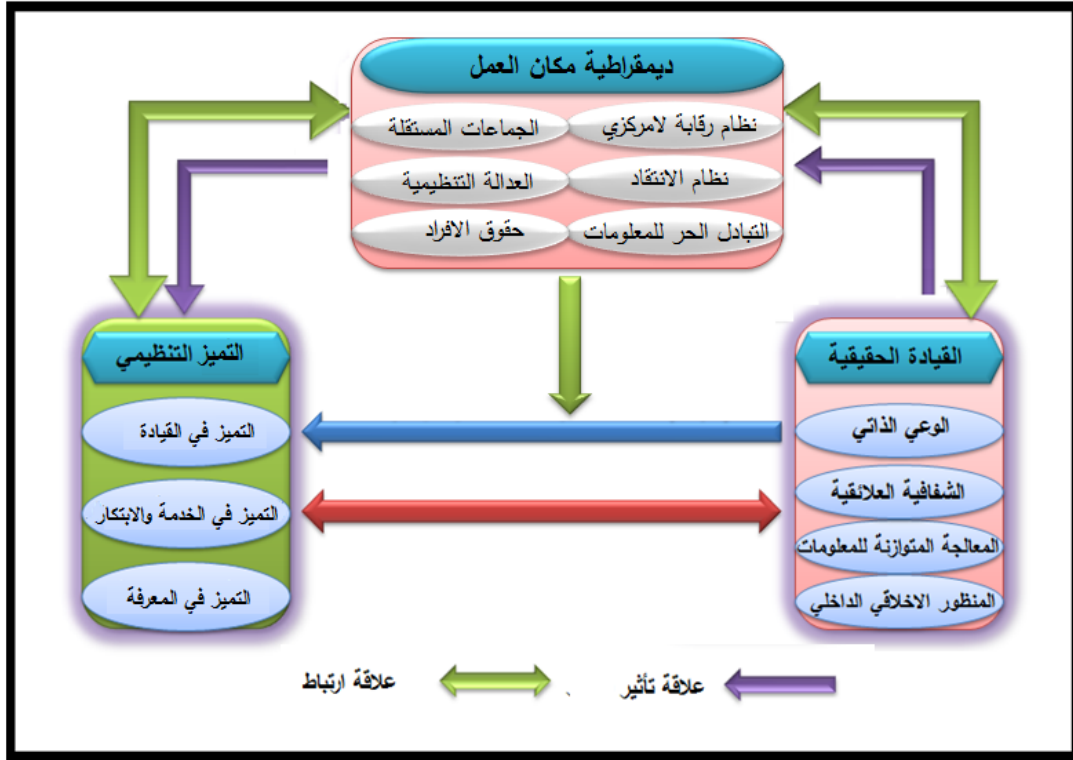 ديمقراطية مكان العمل
نظام رقابة لامركزي
الجماعات المستقلة
نظام الانتقاد
العدالة التنظيمية
التبادل الحر للمعلومات
حقوق الافراد
القيادة الحقيقية
الوعي الذاتي
الشفافية العلائقية
المعالجة المتوازنة للمعلومات
المنظور الاخلاقي الداخلي
التميز التنظيمي
التميز في القيادة
التميز في الخدمة والابتكار
التميز في المعرفة
علاقة تأثير
علاقة ارتباط